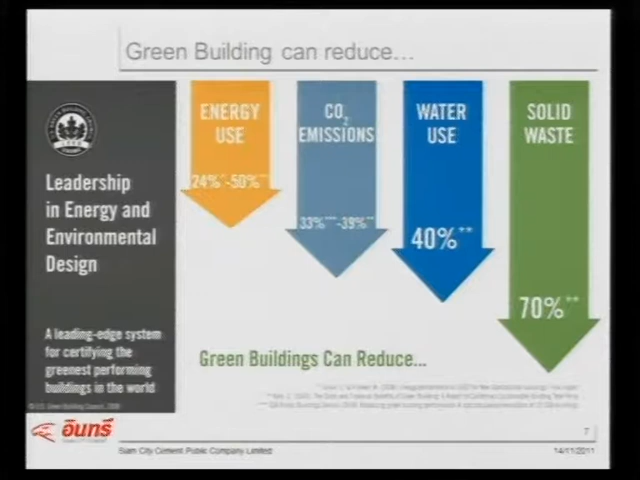 Green Building can reduce...
Leadership
in Energy and
Environmental
Design
A leading-edge system
for certifying the
greenest performing
buildings in the world
ENERGY
USE
24%*-50%**
CO2
EMISSIONS
33%***-39%**
WATER
USE
40%**
SOLID
WASTE
70%**
Green Buildings Can Reduce...
อินทรี
Siam City Cement Public Company Limited
7
14/11/2011